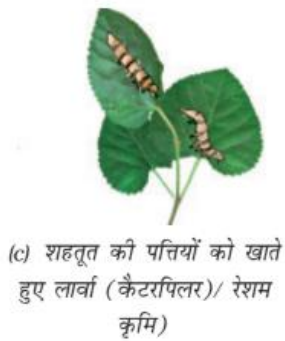 (c) शहतूत की पत्तियों को खाते
हुए लार्वा (कैटरपिलर)/ रेशम
कृमि)